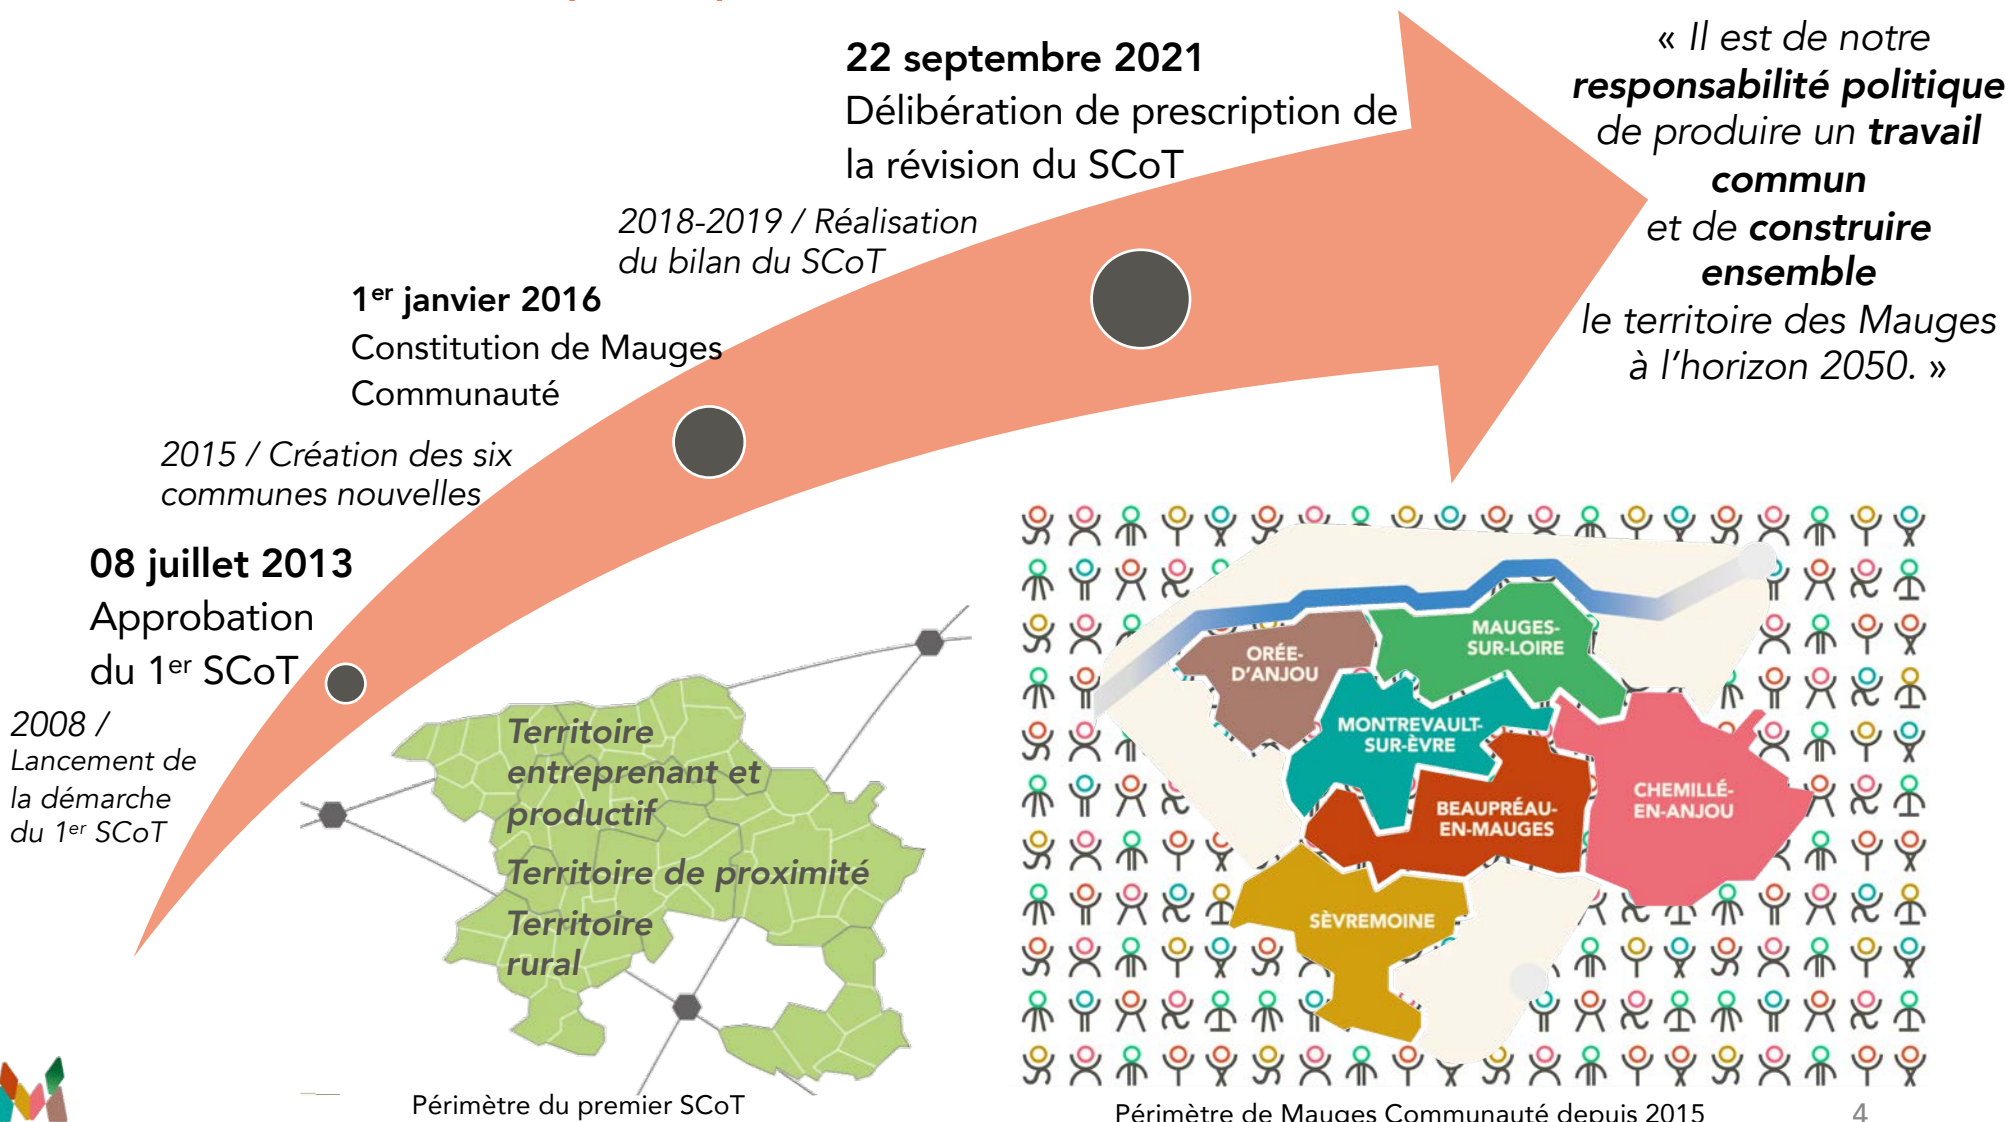 22 septembre 2021
Délibération de prescription de
la révision du SCoT
« Il est de notre
responsabilité politique
de produire un travail
commun
et de construire
ensemble
le territoire des Mauges
à l’horizon 2050. »
2018-2019 / Réalisation
du bilan du SCoT
1er janvier 2016
Constitution de Mauges
Communauté
2015 / Création des six
communes nouvelles
08 juillet 2013
Approbation
du 1er SCoT
2008 /
Lancement de
la démarche
du 1er SCoT
Territoire
entreprenant et
productif
Territoire de proximité
Territoire
rural
Périmètre du premier SCoT
MAUGES-
SUR-LOIRE
ORÉE-
D’ANJOU
MONTREVAULT-
SUR-ÈVRE
CHEMILLÉ-
EN-ANJOU
BEAUPRÉAU-
EN-MAUGES
SÈVREMOINE
Périmètre de Mauges Communauté depuis 2015
4